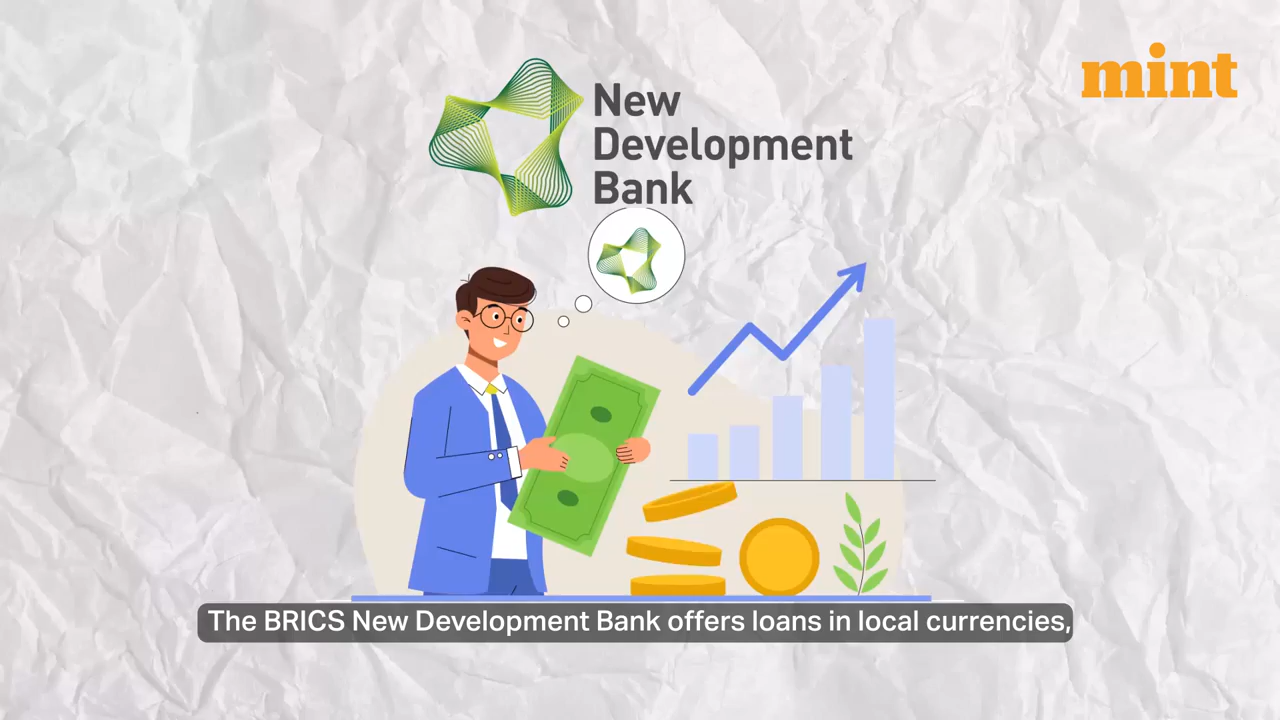 mint
New
Development
Bank
The BRICS New Development Bank offers loans in local currencies,